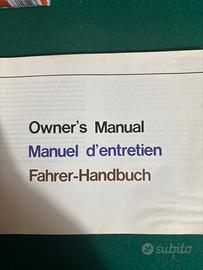 Owner's Manual
Manuel d'entretien
Fahrer-Handbuch
subito